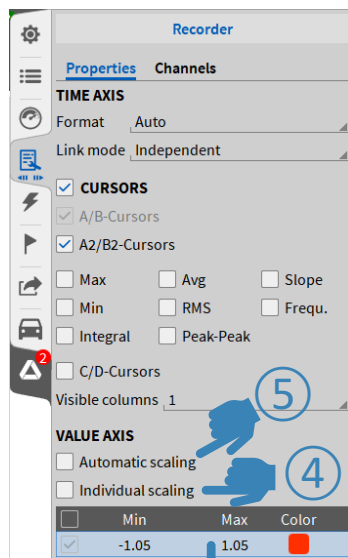 Recorder
Properties Channels
TIME AXIS
Format Auto
Link mode Independent
CURSORS
A/B-Cursors
A2/B2-Cursors
Max Avg Slope
Min RMS Frequ.
Integral Peak-Peak
2
C/D-Cursors
Visible columns 1
5
VALUE AXIS
Automatic scaling
4
Individual scaling
Min Max Color
-1.05 1.05